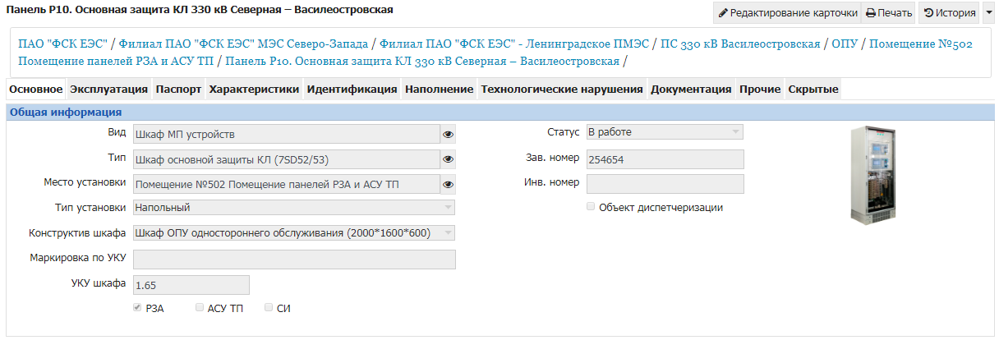 Панель Р10. Основная защита КЛ 330 кВ Северная – Василеостровская
Редактирование карточки Печать История
ПАО "ФСК ЕЭС" / Филиал ПАО "ФСК ЕЭС" МЭС Северо-Запада / Филиал ПАО "ФСК ЕЭС" - Ленинградское ПМЭС / ПС 330 кВ Василеостровская / ОПУ / Помещение №502
Помещение панелей РЗА и АСУ ТП / Панель Р10. Основная защита КЛ 330 кВ Северная – Василеостровская /
Основное Эксплуатация Паспорт Характеристики Идентификация Наполнение Технологические нарушения Документация Прочие Скрытые
Общая информация
Вид Шкаф МП устройств
Тип Шкаф основной защиты КЛ (7SD52/53)
Место установки Помещение №502 Помещение панелей РЗА и АСУ ТП
Тип установки Напольный
Конструктив шкафа Шкаф ОПУ одностороннего обслуживания (2000*1600*600)
Маркировка по УКУ
УКУ шкафа 1.65
РЗА АСУ ТП СИ
Статус В работе
Зав. номер 254654
Инв. номер
Объект диспетчеризации